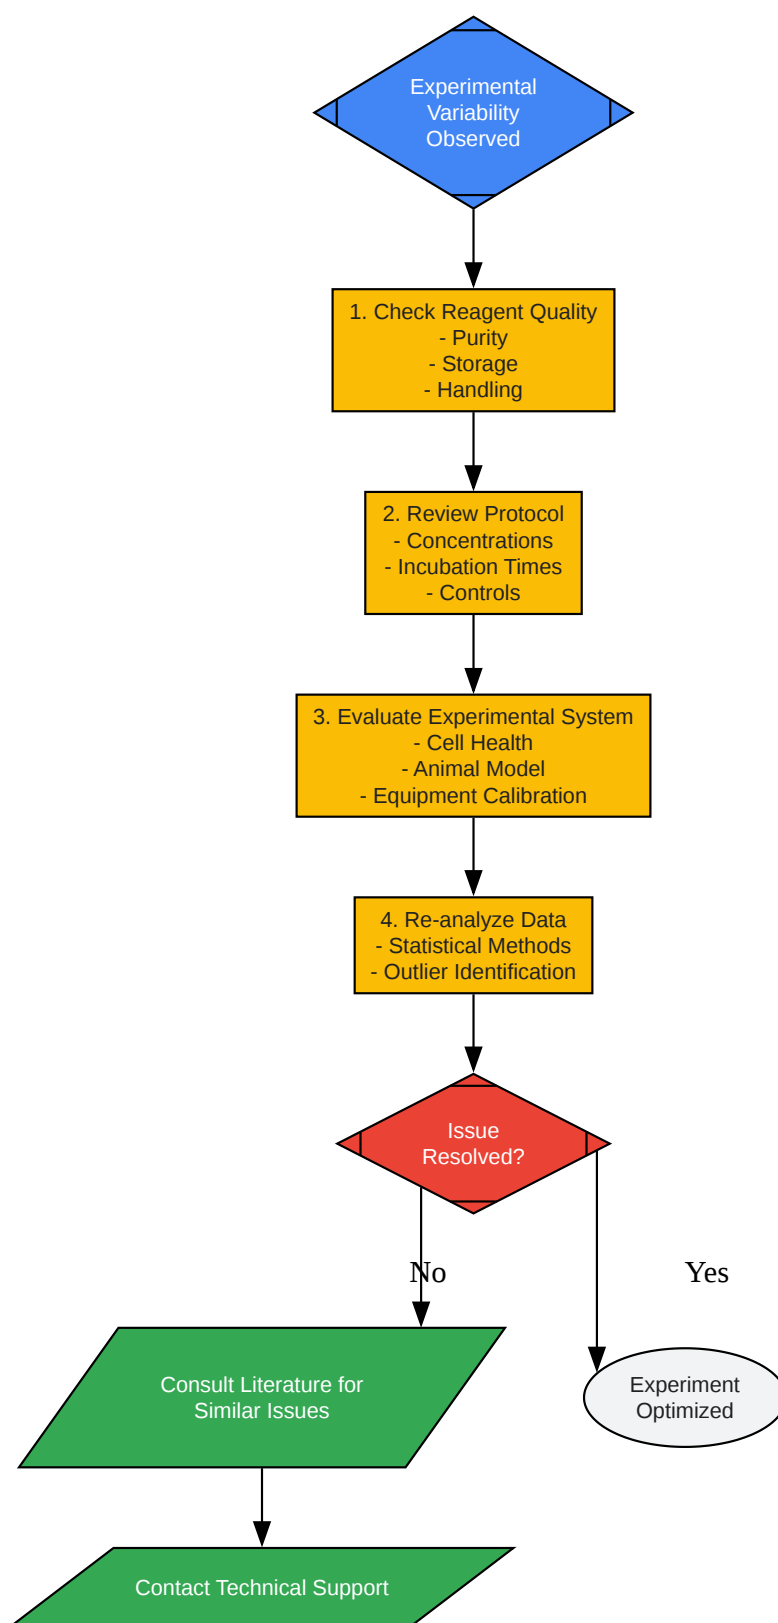 Experimental
Variability
Observed
1. Check Reagent Quality
- Purity
- Storage
- Handling
2. Review Protocol
- Concentrations
- Incubation Times
- Controls
3. Evaluate Experimental System
- Cell Health
- Animal Model
- Equipment Calibration
4. Re-analyze Data
- Statistical Methods
- Outlier Identification
Issue
Resolved?
No
Yes
Consult Literature for
Similar Issues
Experiment
Optimized
Contact Technical Support